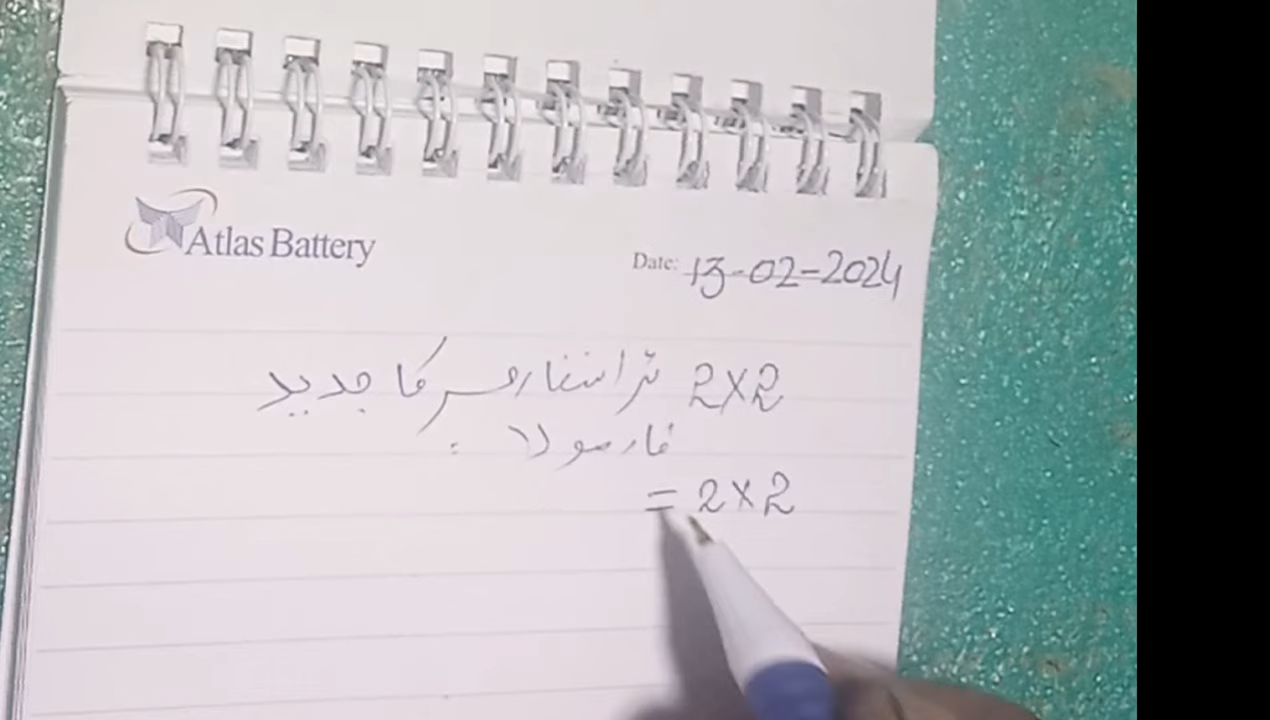 Atlas Battery
Date: 13-02-2024
2x2 ٹرانسفارمر کا جدید
فارمولا :
= 2x2